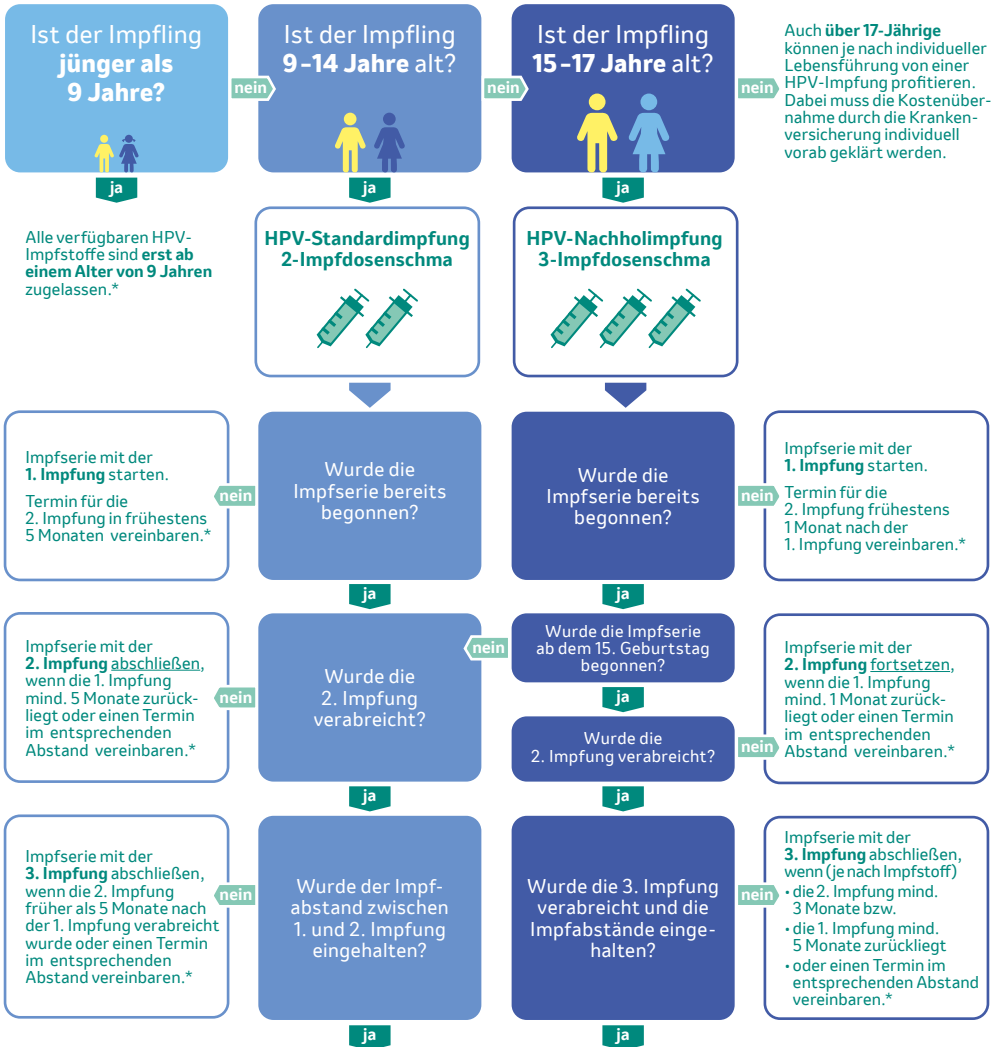 Ist der Impfling
jünger als
9 Jahre?
nein
Ist der Impfling
9–14 Jahre alt?
nein
Ist der Impfling
15–17 Jahre alt?
nein
Auch über 17-Jährige
können je nach individueller
Lebensführung von einer
HPV-Impfung profitieren.
Dabei muss die Kostenüber-
nahme durch die Kranken-
versicherung individuell
vorab geklärt werden.
ja
ja
ja
Alle verfügbaren HPV-
Impfstoffe sind erst ab
einem Alter von 9 Jahren
zugelassen.*
HPV-Standardimpfung
2-Impfdosenschma
HPV-Nachholimpfung
3-Impfdosenschma
Impfserie mit der
1. Impfung starten.
Termin für die
2. Impfung in frühestens
5 Monaten vereinbaren.*
nein
Wurde die
Impfserie bereits
begonnen?
Wurde die
Impfserie bereits
begonnen?
nein
Impfserie mit der
1. Impfung starten.
Termin für die
2. Impfung frühestens
1 Monat nach der
1. Impfung vereinbaren.*
ja
ja
Impfserie mit der
2. Impfung abschließen,
wenn die 1. Impfung
mind. 5 Monate zurück-
liegt oder einen Termin
im entsprechenden
Abstand vereinbaren.*
nein
Wurde die
2. Impfung
verabreicht?
nein
Wurde die Impfserie
ab dem 15. Geburtstag
begonnen?
ja
Wurde die
2. Impfung verabreicht?
nein
Impfserie mit der
2. Impfung fortsetzen,
wenn die 1. Impfung
mind. 1 Monat zurück-
liegt oder einen Termin
im entsprechenden
Abstand vereinbaren.*
ja
ja
Impfserie mit der
3. Impfung abschließen,
wenn die 2. Impfung
früher als 5 Monate nach
der 1. Impfung verabreicht
wurde oder einen Termin
im entsprechenden
Abstand vereinbaren.*
nein
Wurde der Impf-
abstand zwischen
1. und 2. Impfung
eingehalten?
Wurde die 3. Impfung
verabreicht und die
Impfabstände einge-
halten?
nein
Impfserie mit der
3. Impfung abschließen,
wenn (je nach Impfstoff)
• die 2. Impfung mind.
3 Monate bzw.
• die 1. Impfung mind.
5 Monate zurückliegt
• oder einen Termin im
entsprechenden Abstand
vereinbaren.*
ja
ja